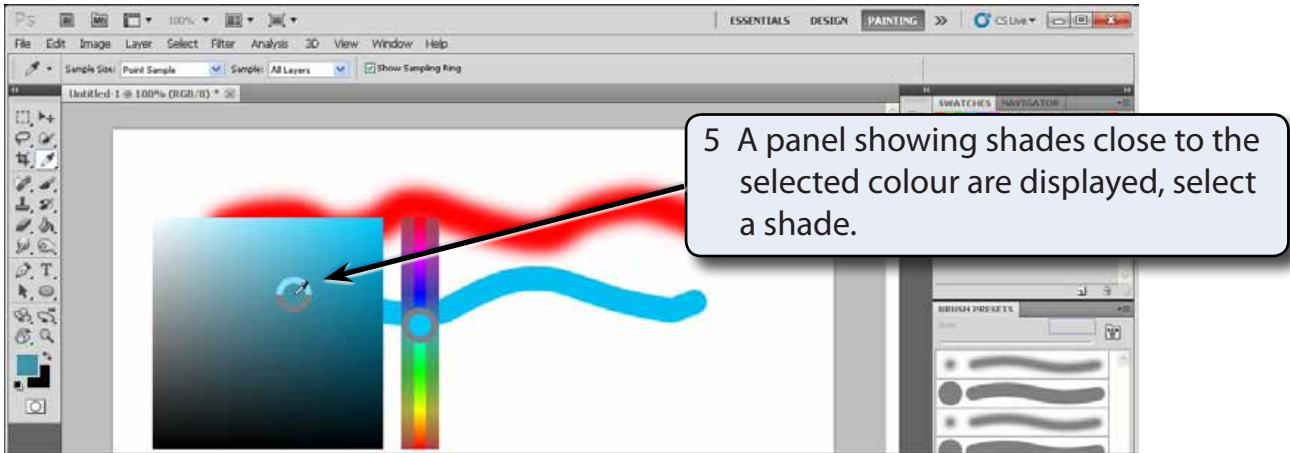 Ps Mb 100% ESSENTIALS DESIGN PAINTING >> CS Live
File Edit Image Layer Select Filter Analysis 3D View Window Help
Sample Size: Point Sample Sample: All Layers Show Sampling Ring
Untitled-1 @ 100% (RGB/8) *
SWATCHES NAVIGATOR
5 A panel showing shades close to the
selected colour are displayed, select
a shade.
BRUSH PRESETS